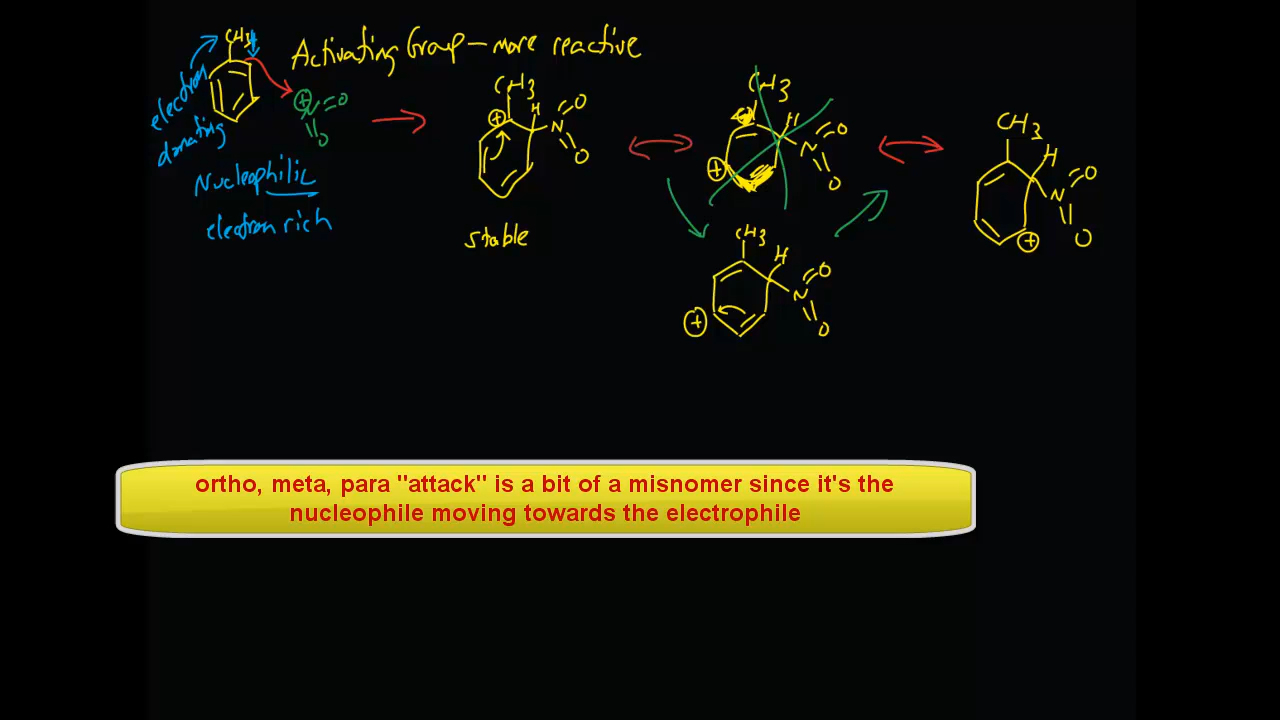 CH3
Activating Group - more reactive
electron
donating
⊕N=O
O
Nucleophilic
electron rich
CH3
⊕
H
N
O
O
stable
CH3
⊕
H
N
O
O
CH3
H
N
O
O
⊕
CH3
H
N
O
O
⊕
ortho, meta, para "attack" is a bit of a misnomer since it's the
nucleophile moving towards the electrophile